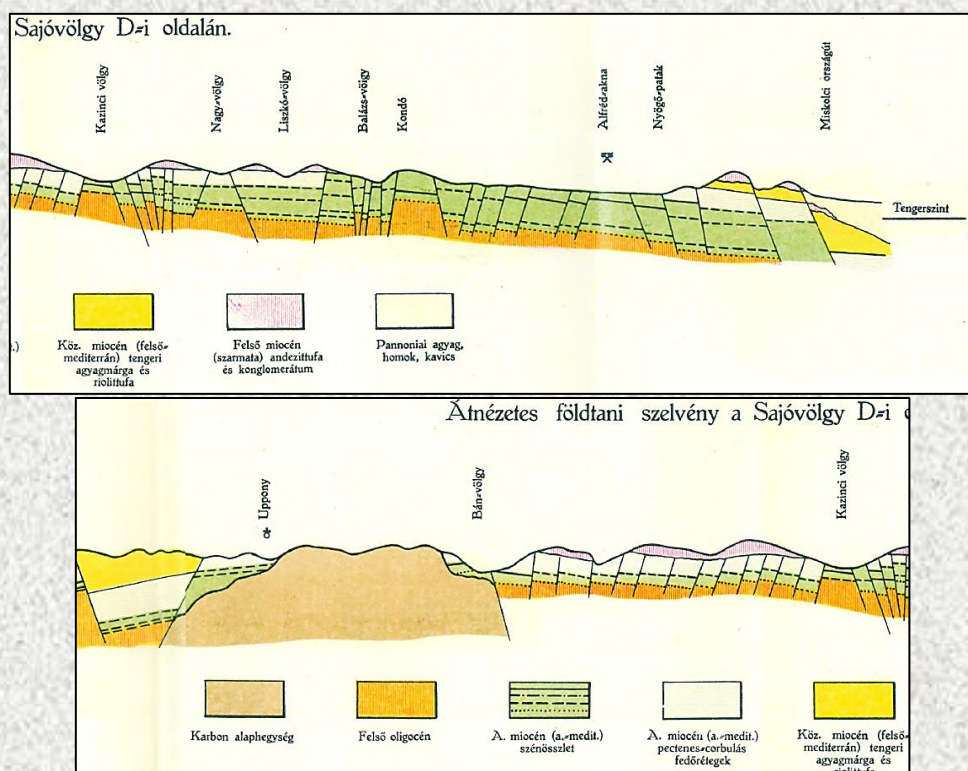 Sajóvölgy D-i oldalán.
Kazinci völgy
Nagy-völgy
Liszkó-völgy
Balázs-völgy
Kondó
Alfréd-akna
Nyögő-patak
Miskolci országút
Tengerszint
.)
Köz. miocén (felső-
mediterrán) tengeri
agyagmárga és
riolittufa
Felső miocén
(szarmata) andezittufa
és konglomerátum
Pannoniai agyag,
homok, kavics
Átnézetes földtani szelvény a Sajóvölgy D-i
Uppony
Bán-völgy
Kazinci völgy
Karbon alaphegység
Felső oligocén
A. miocén (a.-medit.)
szénösszlet
A. miocén (a.-medit.)
pectenes-corbulás
fedőrétegek
Köz. miocén (felső-
mediterrán) tengeri
agyagmárga és